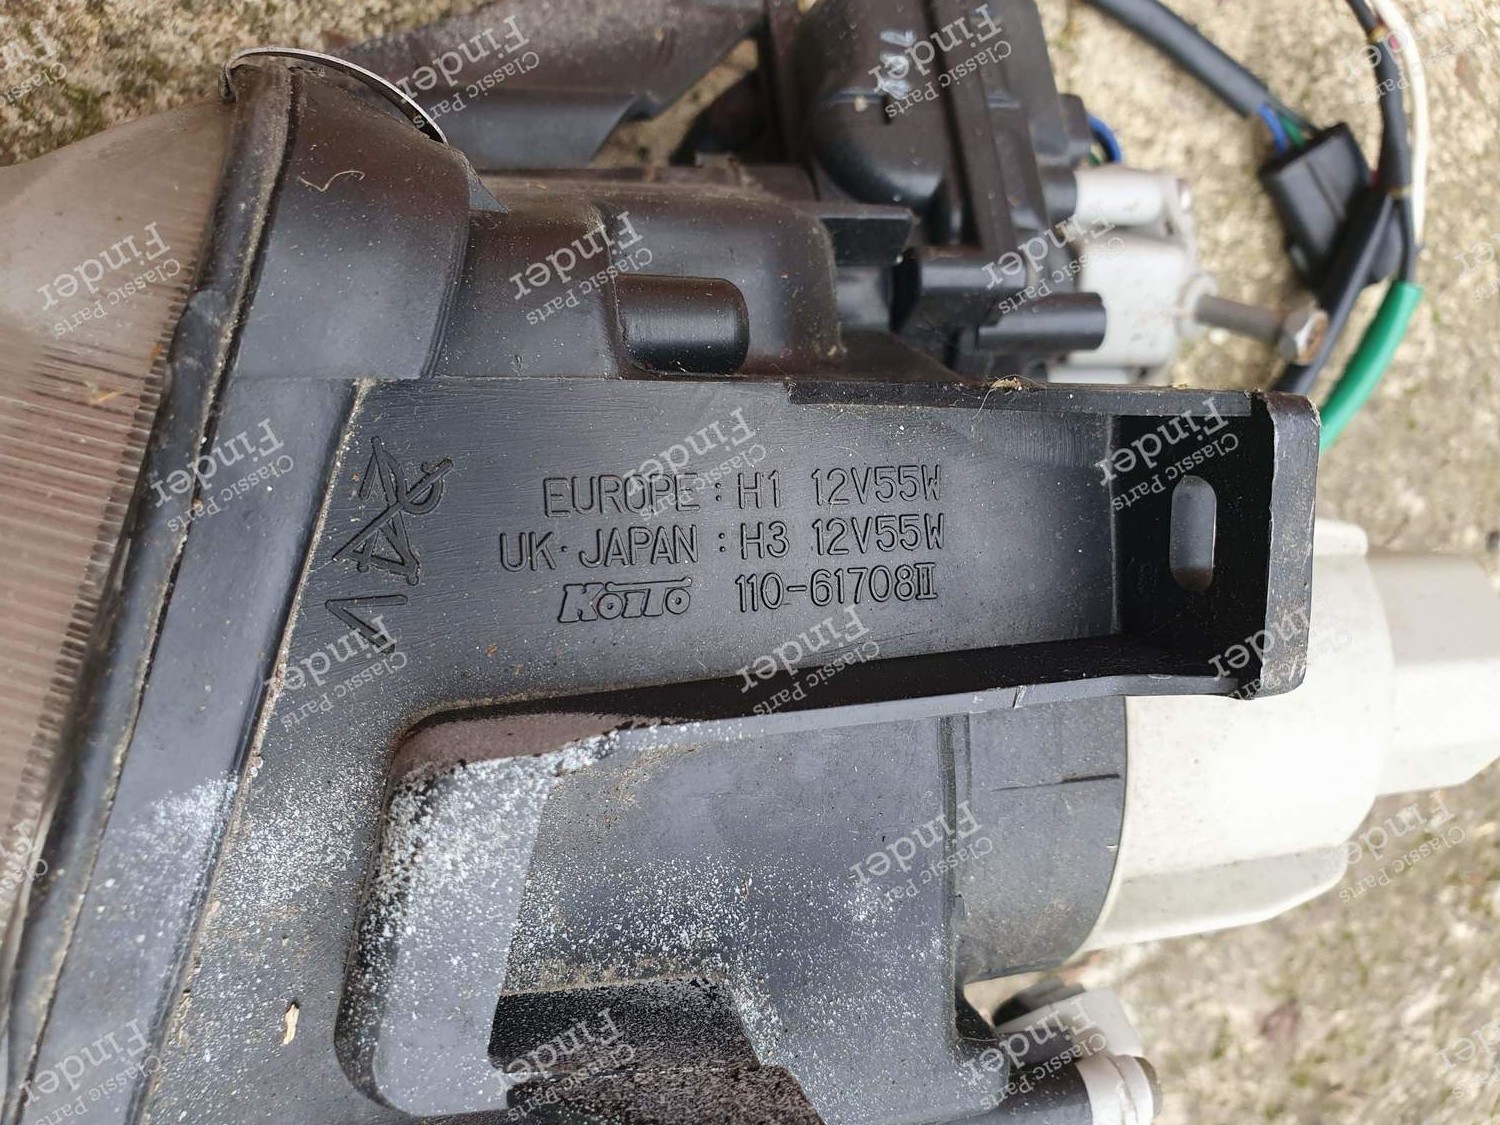 EUROPE : H1 12V55W
UK · JAPAN : H3 12V55W
KOITO 110-61708II
Classic Parts
Finder